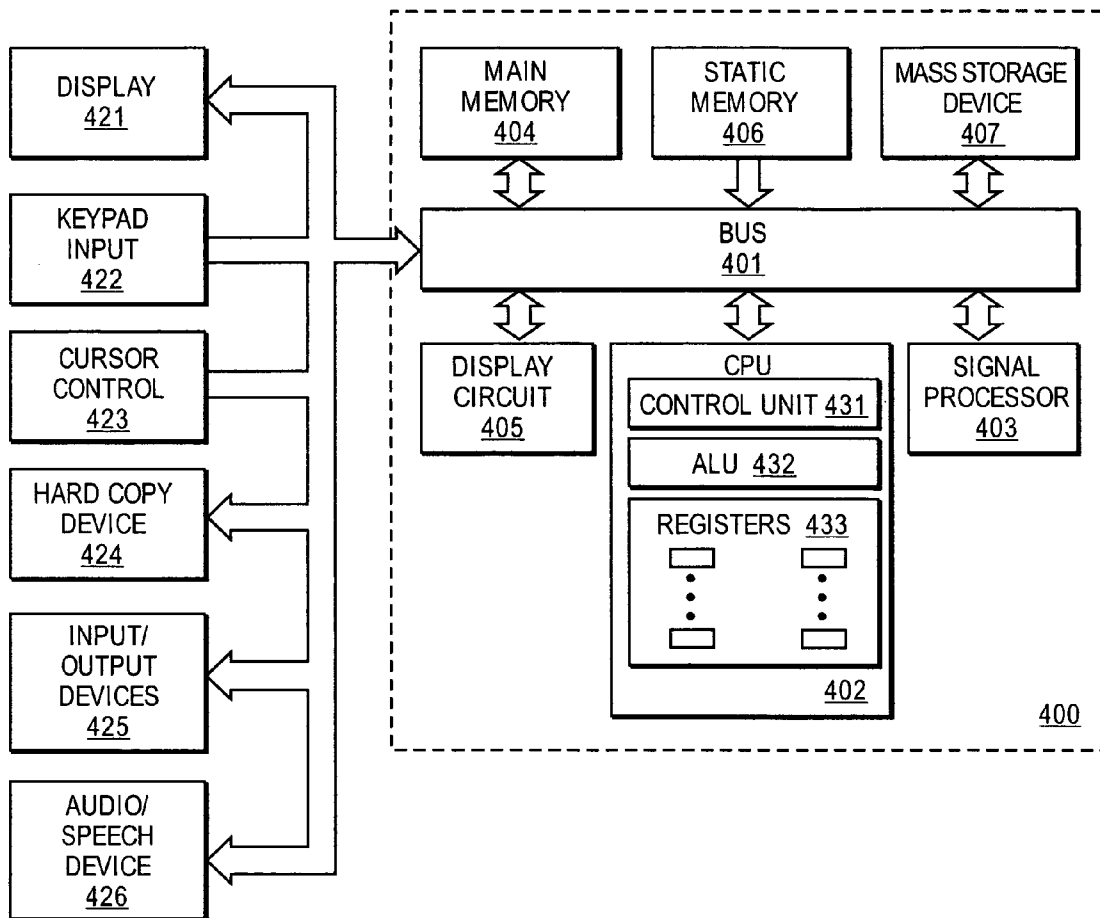 DISPLAY
421
KEYPAD
INPUT
422
CURSOR
CONTROL
423
HARD COPY
DEVICE
424
INPUT/
OUTPUT
DEVICES
425
AUDIO/
SPEECH
DEVICE
426
MAIN
MEMORY
404
STATIC
MEMORY
406
MASS STORAGE
DEVICE
407
BUS
401
DISPLAY
CIRCUIT
405
CPU
CONTROL UNIT 431
ALU 432
REGISTERS 433
402
SIGNAL
PROCESSOR
403
400